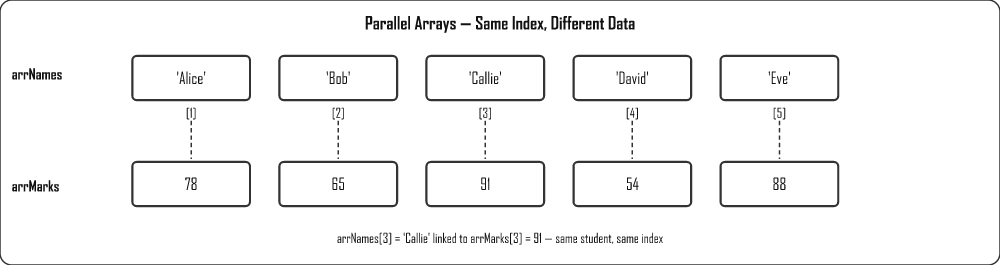 Parallel Arrays — Same Index, Different Data
arrNames
'Alice' 'Bob' 'Callie' 'David' 'Eve'
[1] [2] [3] [4] [5]
arrMarks
78 65 91 54 88
arrNames[3] = 'Callie' linked to arrMarks[3] = 91 — same student, same index